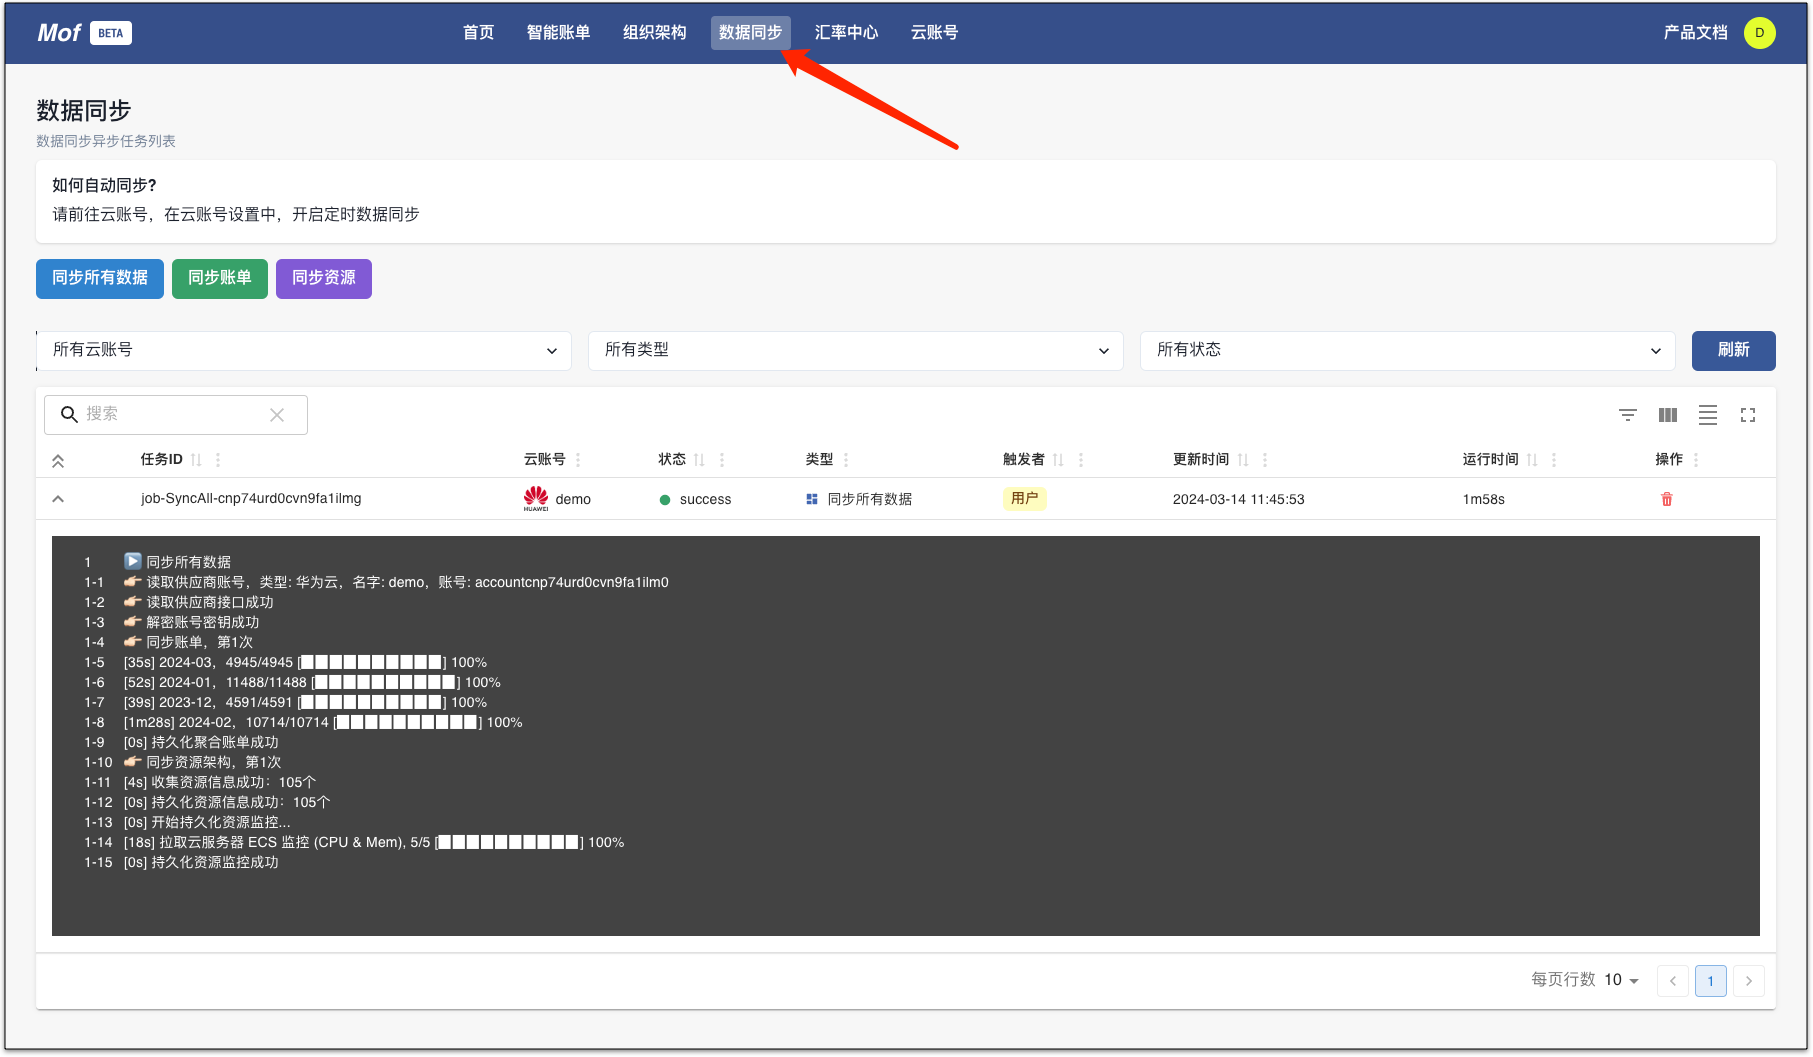 Mof BETA 首页 智能账单 组织架构 数据同步 汇率中心 云账号 产品文档 D
数据同步
数据同步异步任务列表
如何自动同步?
请前往云账号，在云账号设置中，开启定时数据同步
同步所有数据 同步账单 同步资源
所有云账号 所有类型 所有状态 刷新
搜索
任务ID 云账号 状态 类型 触发者 更新时间 运行时间 操作
job-SyncAll-cnp74urd0cvn9fa1ilmg HUAWEI demo success 同步所有数据 用户 2024-03-14 11:45:53 1m58s
1 同步所有数据
1-1 读取供应商账号，类型: 华为云，名字: demo，账号: accountcnp74urd0cvn9fa1ilm0
1-2 读取供应商接口成功
1-3 解密账号密钥成功
1-4 同步账单，第1次
1-5 [35s] 2024-03，4945/4945 [██████████] 100%
1-6 [52s] 2024-01，11488/11488 [██████████] 100%
1-7 [39s] 2023-12，4591/4591 [██████████] 100%
1-8 [1m28s] 2024-02，10714/10714 [██████████] 100%
1-9 [0s] 持久化聚合账单成功
1-10 同步资源架构，第1次
1-11 [4s] 收集资源信息成功：105个
1-12 [0s] 持久化资源信息成功：105个
1-13 [0s] 开始持久化资源监控...
1-14 [18s] 拉取云服务器 ECS 监控 (CPU & Mem), 5/5 [██████████] 100%
1-15 [0s] 持久化资源监控成功
每页行数 10 1